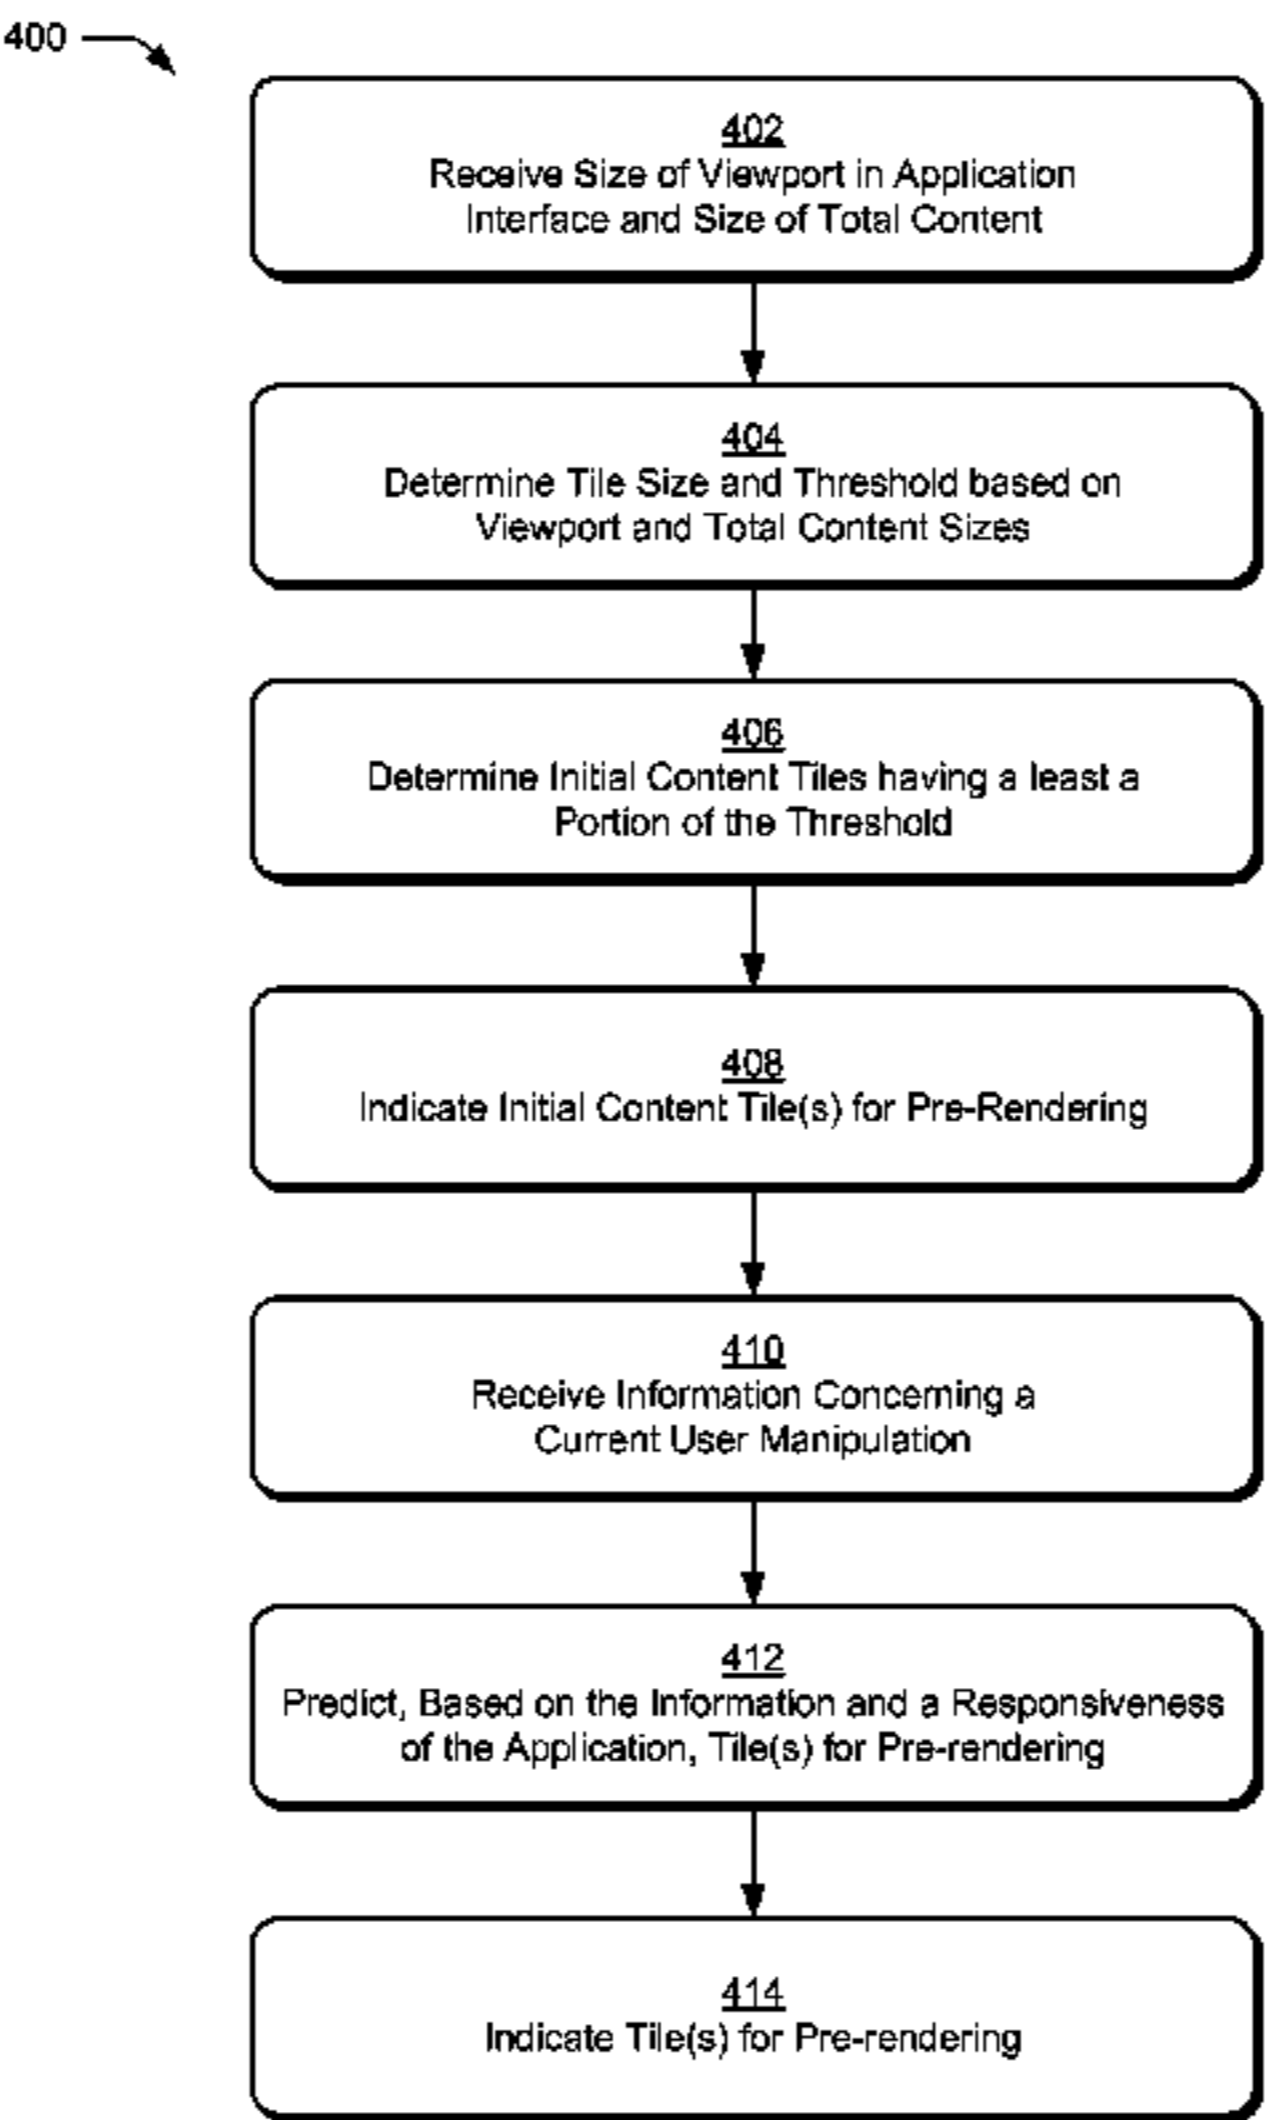 400
402
Receive Size of Viewport in Application
Interface and Size of Total Content
404
Determine Tile Size and Threshold based on
Viewport and Total Content Sizes
406
Determine Initial Content Tiles having a least a
Portion of the Threshold
408
Indicate Initial Content Tile(s) for Pre-Rendering
410
Receive Information Concerning a
Current User Manipulation
412
Predict, Based on the Information and a Responsiveness
of the Application, Tile(s) for Pre-rendering
414
Indicate Tile(s) for Pre-rendering